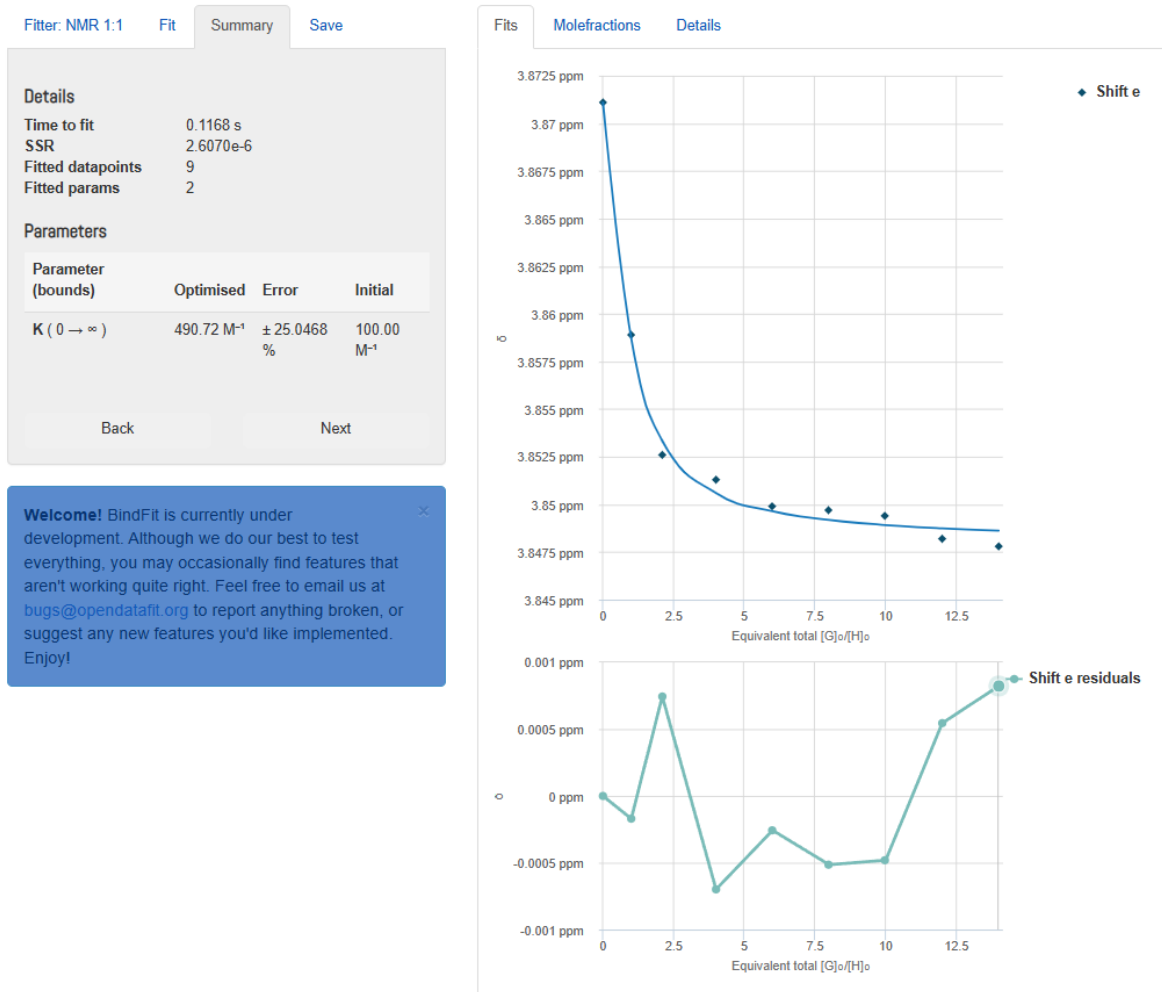 Fitter: NMR 1:1 Fit Summary Save
Details
Time to fit 0.1168 s
SSR 2.6070e-6
Fitted datapoints 9
Fitted params 2
Parameters
Parameter
(bounds) Optimised Error Initial
K ( 0 → ∞ ) 490.72 M⁻¹ ± 25.0468 100.00
% M⁻¹
Back Next
Welcome! BindFit is currently under ×
development. Although we do our best to test
everything, you may occasionally find features that
aren't working quite right. Feel free to email us at
bugs@opendatafit.org to report anything broken, or
suggest any new features you'd like implemented.
Enjoy!
Fits Molefractions Details
3.8725 ppm
3.87 ppm
3.8675 ppm
3.865 ppm
3.8625 ppm
3.86 ppm
3.8575 ppm
3.855 ppm
3.8525 ppm
3.85 ppm
3.8475 ppm
3.845 ppm
δ
Shift e
0 2.5 5 7.5 10 12.5
Equivalent total [G]₀/[H]₀
0.001 ppm
0.0005 ppm
0 ppm
-0.0005 ppm
-0.001 ppm
δ
Shift e residuals
0 2.5 5 7.5 10 12.5
Equivalent total [G]₀/[H]₀